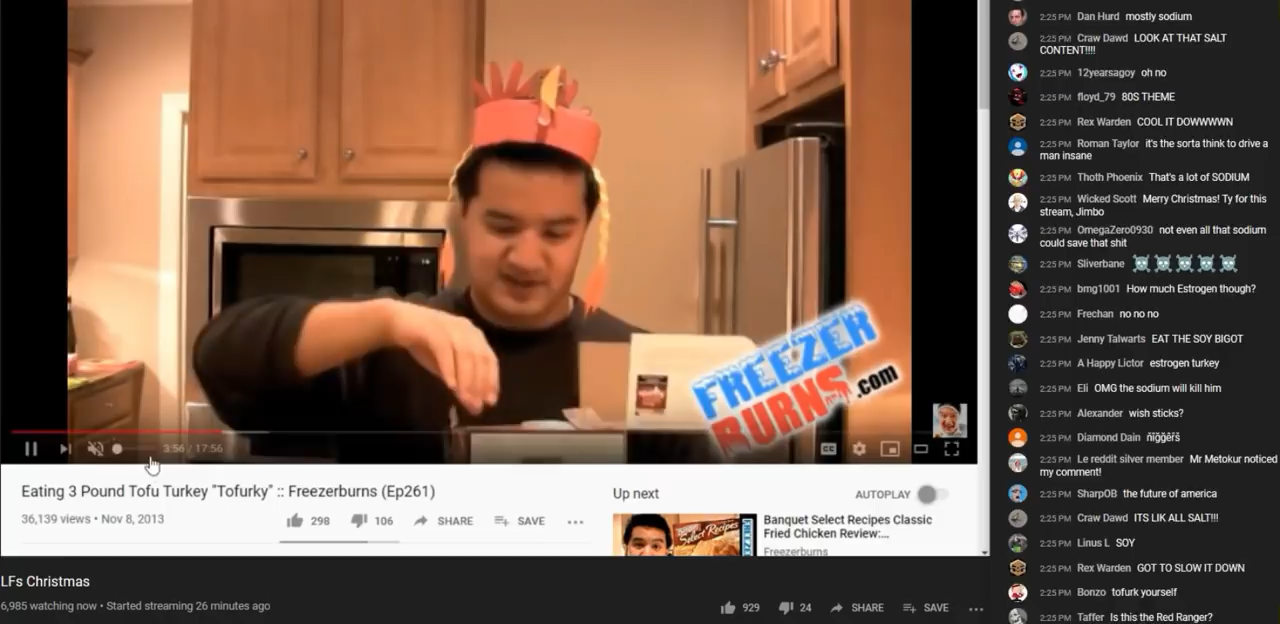 2:25 PM Dan Hurd mostly sodium
2:25 PM Craw Dawd LOOK AT THAT SALT
CONTENT!!!!
2:25 PM 12yearsagoy oh no
2:25 PM floyd_79 80S THEME
2:25 PM Rex Warden COOL IT DOWWWWN
2:25 PM Roman Taylor it's the sorta think to drive a
man insane
2:25 PM Thoth Phoenix That's a lot of SODIUM
2:25 PM Wicked Scott Merry Christmas! Ty for this
stream, Jimbo
2:25 PM OmegaZero0930 not even all that sodium
could save that shit
2:25 PM Sliverbane ☠☠☠☠☠
2:25 PM bmg1001 How much Estrogen though?
2:25 PM Frechan no no no
2:25 PM Jenny Talwarts EAT THE SOY BIGOT
2:25 PM A Happy Lictor estrogen turkey
2:25 PM Eli OMG the sodium will kill him
2:25 PM Alexander wish sticks?
2:25 PM Diamond Dain n̈ïg̈g̈ër̈s̈
2:25 PM Le reddit silver member Mr Metokur noticed
my comment!
2:25 PM SharpOB the future of america
2:25 PM Craw Dawd ITS LIK ALL SALT!!!
2:25 PM Linus L SOY
2:25 PM Rex Warden GOT TO SLOW IT DOWN
2:25 PM Bonzo tofurk yourself
2:25 PM Taffer Is this the Red Ranger?
FREEZER
BURNS.com
3:56 / 17:56
CC
Eating 3 Pound Tofu Turkey "Tofurky" :: Freezerburns (Ep261)
36,139 views • Nov 8, 2013
298 106 SHARE SAVE
Up next AUTOPLAY
Select Recipes
Banquet Select Recipes Classic
Fried Chicken Review:...
Freezerburns
LFs Christmas
6,985 watching now • Started streaming 26 minutes ago
929 24 SHARE SAVE